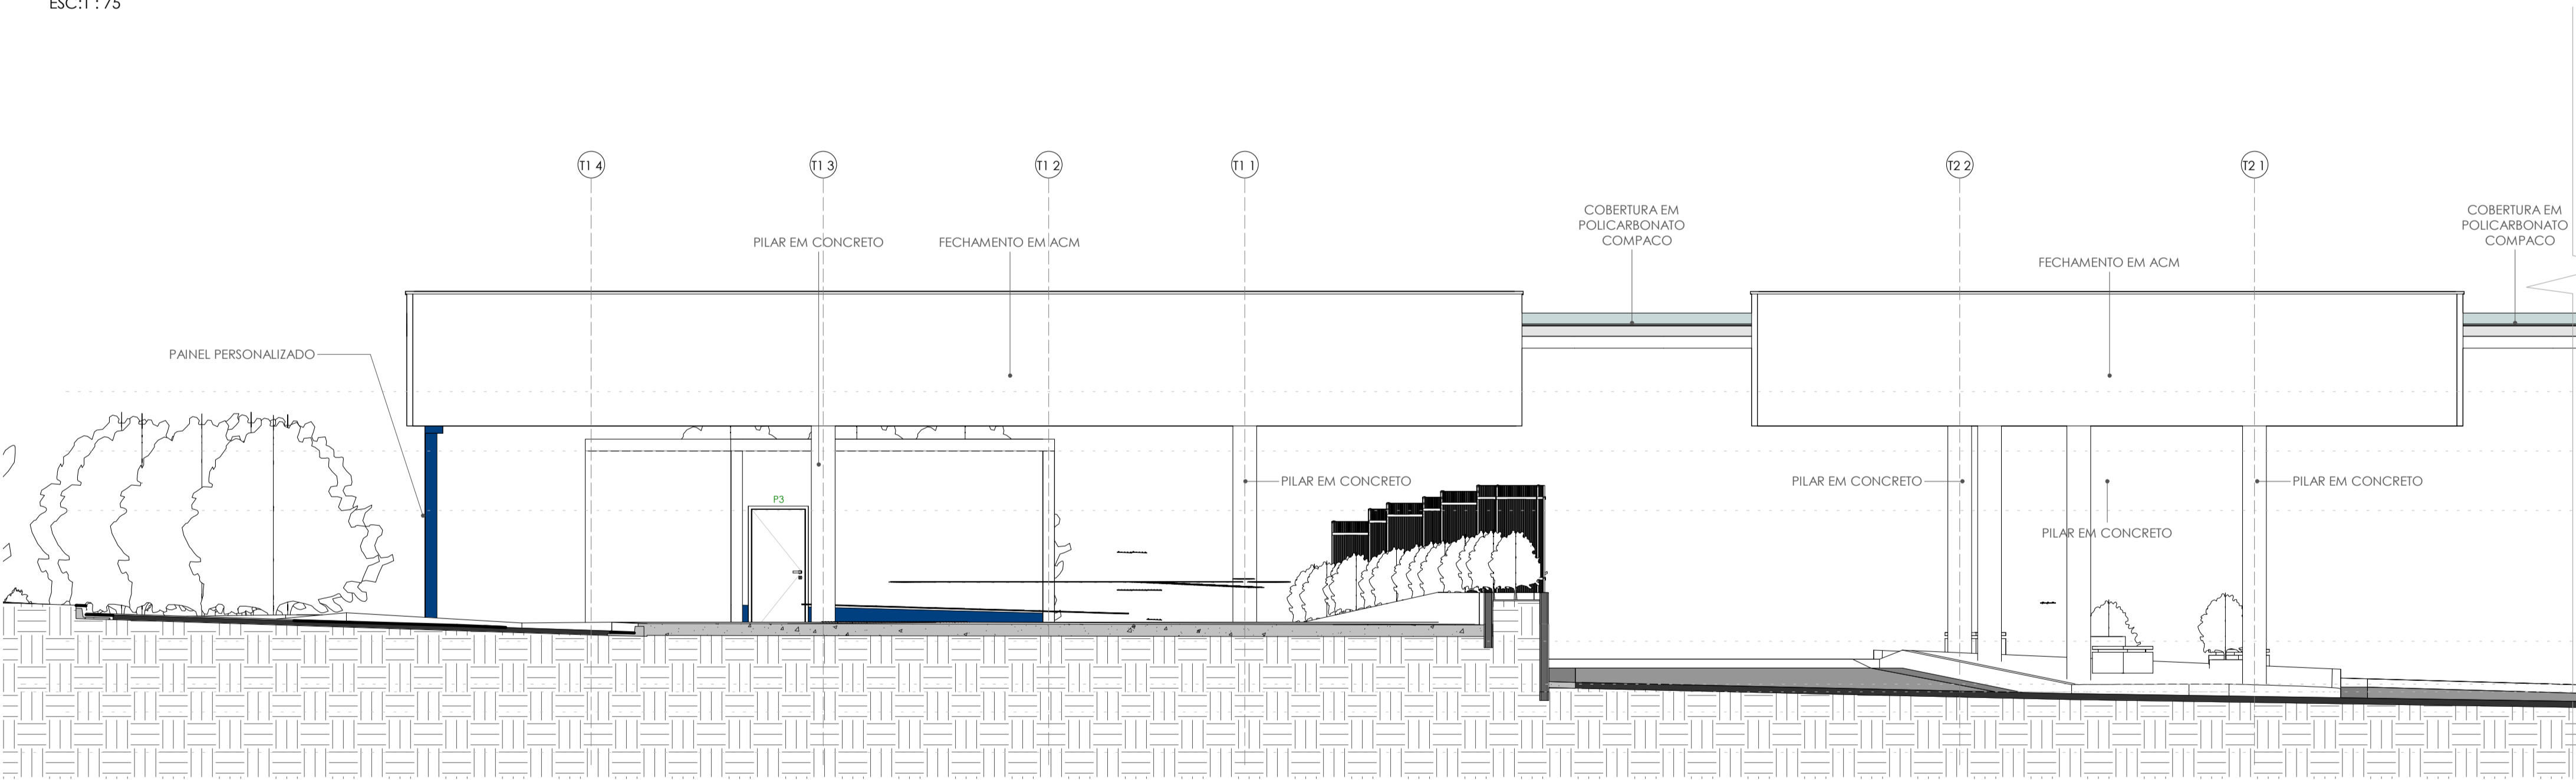 ESC:1 : 75
T1 4
T1 3
T1 2
T1 1
T2 2
T2 1
COBERTURA EM
POLICARBONATO
COMPACO
COBERTURA EM
POLICARBONATO
COMPACO
PILAR EM CONCRETO
FECHAMENTO EM ACM
FECHAMENTO EM ACM
PAINEL PERSONALIZADO
PILAR EM CONCRETO
PILAR EM CONCRETO
PILAR EM CONCRETO
P3
PILAR EM CONCRETO